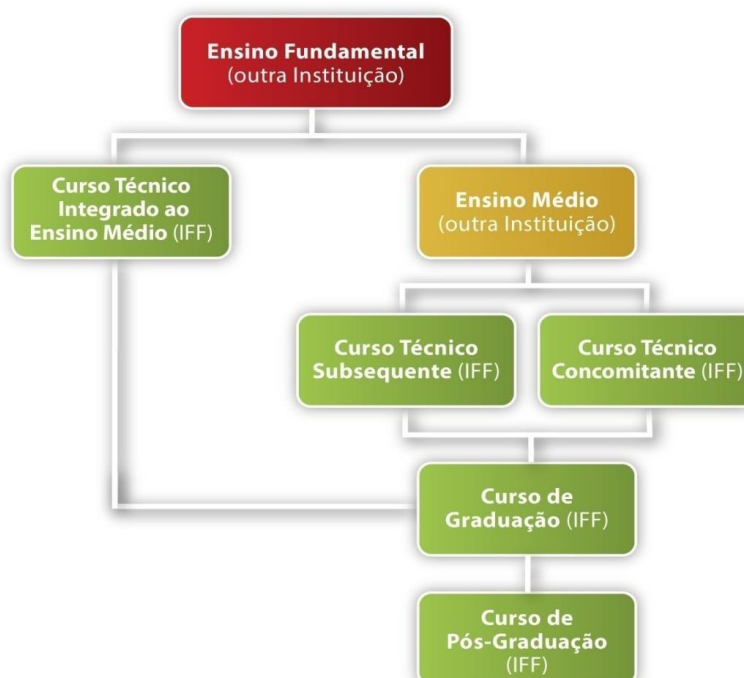 Ensino Fundamental
(outra Instituição)
Curso Técnico
Integrado ao
Ensino Médio (IFF)
Ensino Médio
(outra Instituição)
Curso Técnico
Subsequente (IFF)
Curso Técnico
Concomitante (IFF)
Curso de
Graduação (IFF)
Curso de
Pós-Graduação
(IFF)